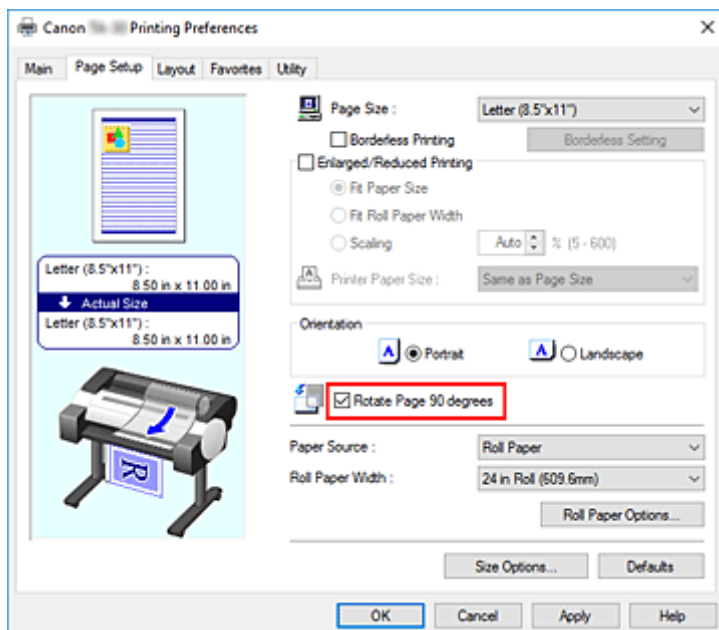 Canon Printing Preferences
Main Page Setup Layout Favorites Utility
Page Size : Letter (8.5"x11")
Borderless Printing Borderless Setting
Enlarged/Reduced Printing
Fit Paper Size
Fit Roll Paper Width
Scaling Auto % (5 - 600)
Printer Paper Size : Same as Page Size
Letter (8.5"x11") :
8.50 in x 11.00 in
Actual Size
Letter (8.5"x11") :
8.50 in x 11.00 in
Orientation
A Portrait A Landscape
Rotate Page 90 degrees
R
Paper Source : Roll Paper
Roll Paper Width : 24 in Roll (609.6mm)
Roll Paper Options...
Size Options... Defaults
OK Cancel Apply Help